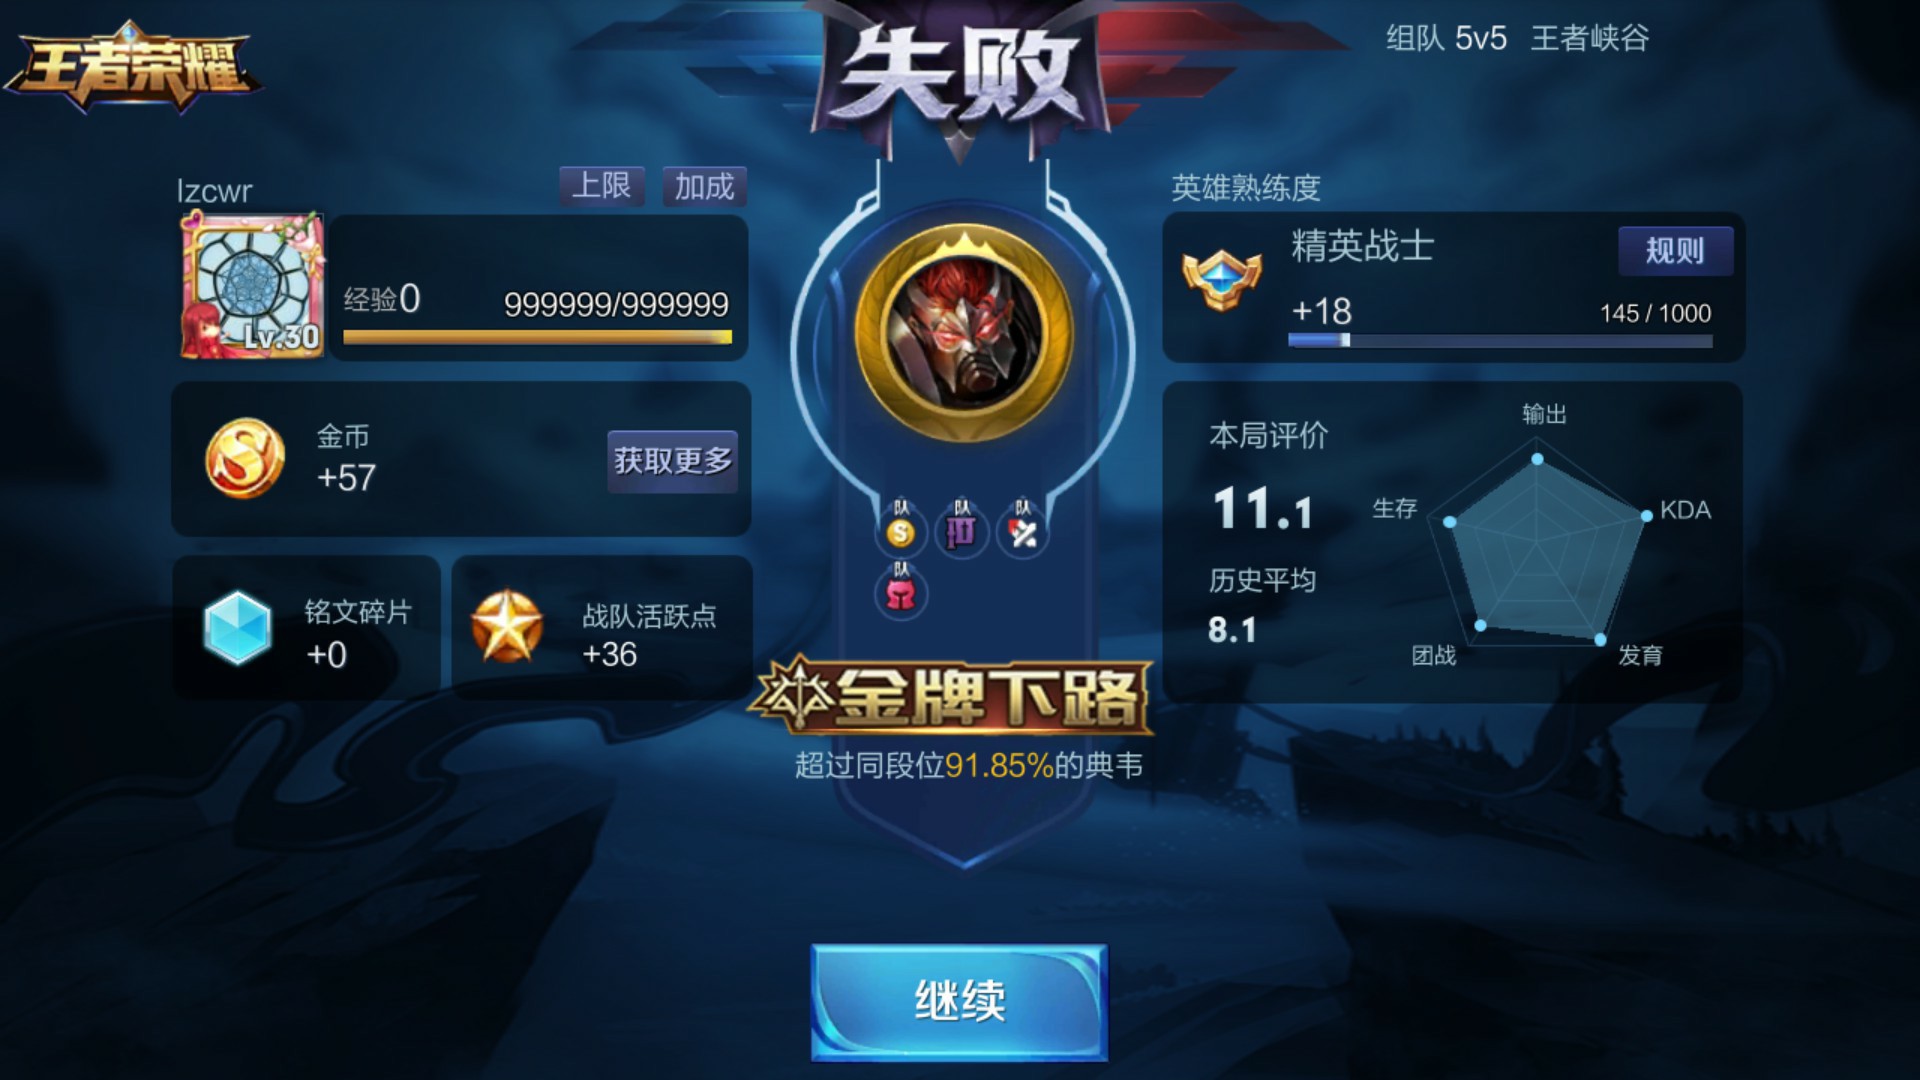 王者荣耀
失败
组队 5v5 王者峡谷
lzcwr
上限
加成
Lv.30
经验0
999999/999999
金币
+57
获取更多
铭文碎片
+0
战队活跃点
+36
队
队
队
队
金牌下路
超过同段位91.85%的典韦
英雄熟练度
精英战士
规则
+18
145 / 1000
本局评价
11.1
历史平均
8.1
输出
生存
KDA
团战
发育
继续